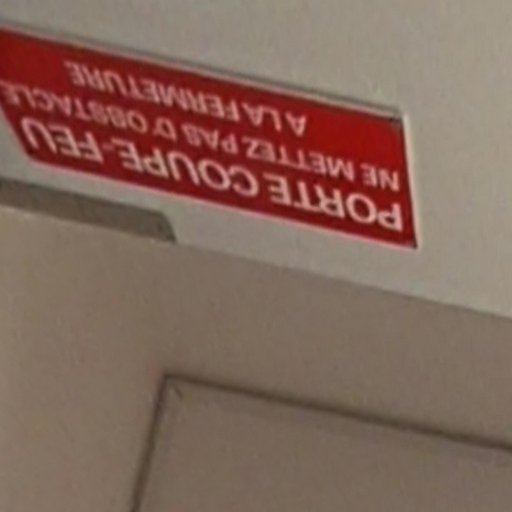 PORTE COUPE-FEU
NE METTEZ PAS D'OBSTACLE
A LA FERMETURE